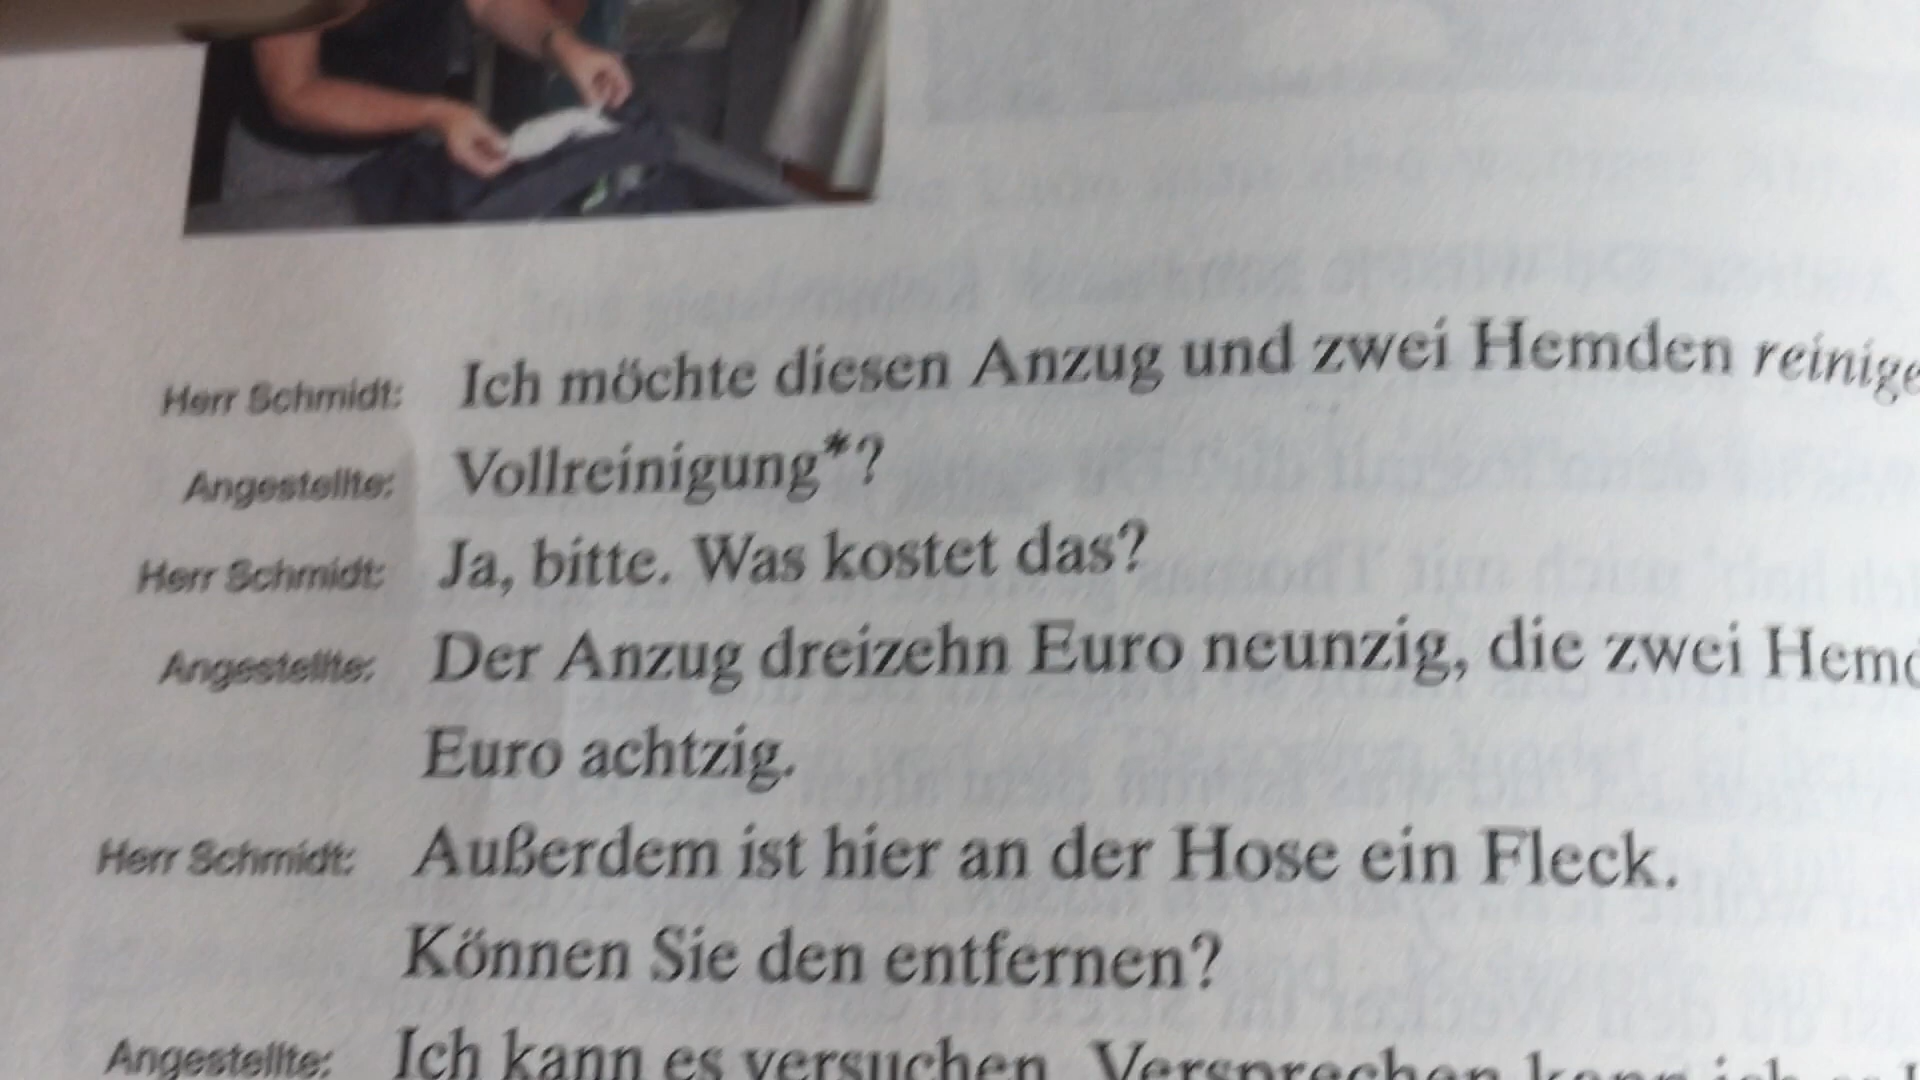 Herr Schmidt: Ich möchte diesen Anzug und zwei Hemden
Angestellte: Vollreinigung*?
Herr Schmidt: Ja, bitte. Was kostet das?
Angestellte: Der Anzug dreizehn Euro neunzig, die zwei
Euro achtzig.
Herr Schmidt: Außerdem ist hier an der Hose ein Fleck.
Können Sie den entfernen?
Angestellte: Ich kann es versuchen. Versprechen kann ich es